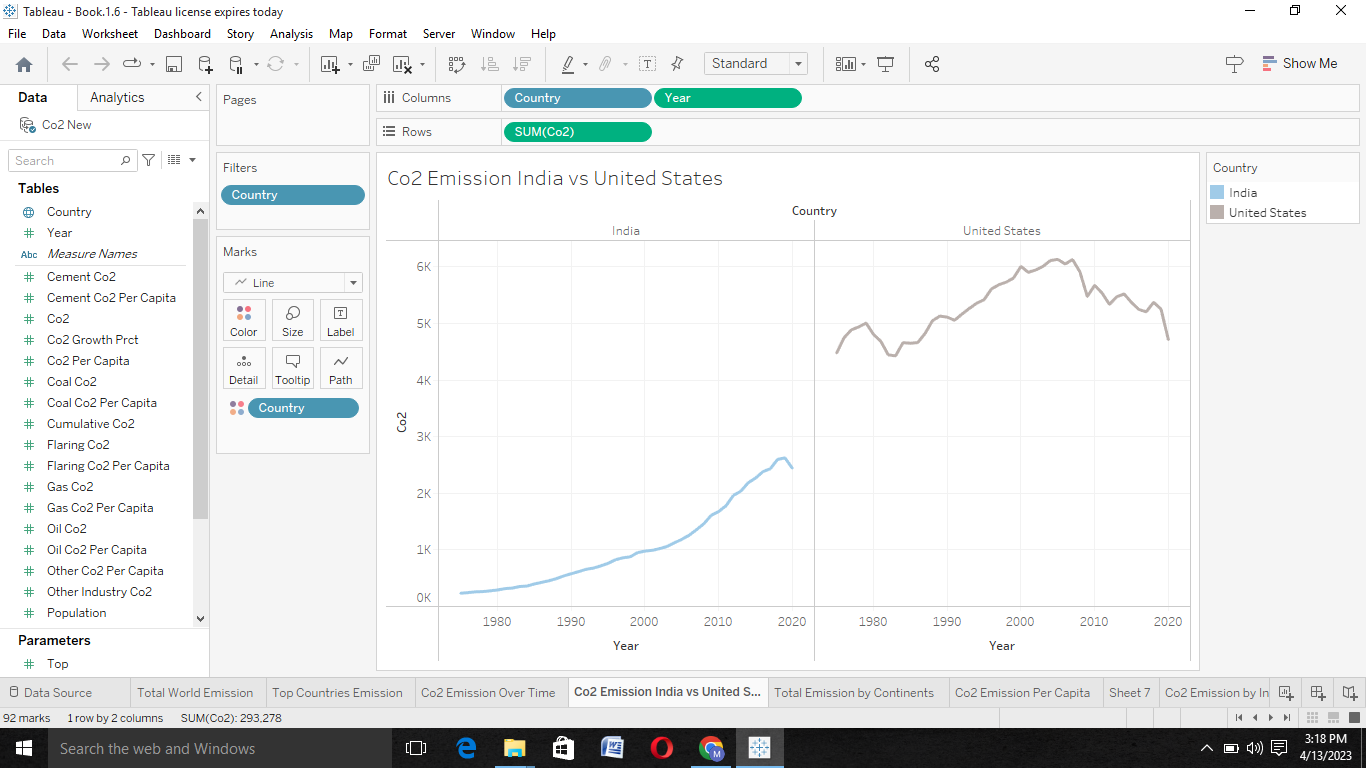 Tableau - Book.1.6 - Tableau license expires today
File Data Worksheet Dashboard Story Analysis Map Format Server Window Help
Standard
Show Me
Data Analytics
Co2 New
Search
Tables
Country
Year
Abc Measure Names
Cement Co2
Cement Co2 Per Capita
Co2
Co2 Growth Prct
Co2 Per Capita
Coal Co2
Coal Co2 Per Capita
Cumulative Co2
Flaring Co2
Flaring Co2 Per Capita
Gas Co2
Gas Co2 Per Capita
Oil Co2
Oil Co2 Per Capita
Other Co2 Per Capita
Other Industry Co2
Population
Parameters
Top
Pages
Filters
Country
Marks
Line
Color Size Label
Detail Tooltip Path
Country
Columns Country Year
Rows SUM(Co2)
Co2 Emission India vs United States
Country
India United States
6K
5K
4K
3K
2K
1K
0K
Co2
1980 1990 2000 2010 2020 1980 1990 2000 2010 2020
Year Year
Country
India
United States
Data Source Total World Emission Top Countries Emission Co2 Emission Over Time Co2 Emission India vs United S... Total Emission by Continents Co2 Emission Per Capita Sheet 7 Co2 Emission by In
92 marks 1 row by 2 columns SUM(Co2): 293,278
Search the web and Windows
W
M
3:18 PM
4/13/2023